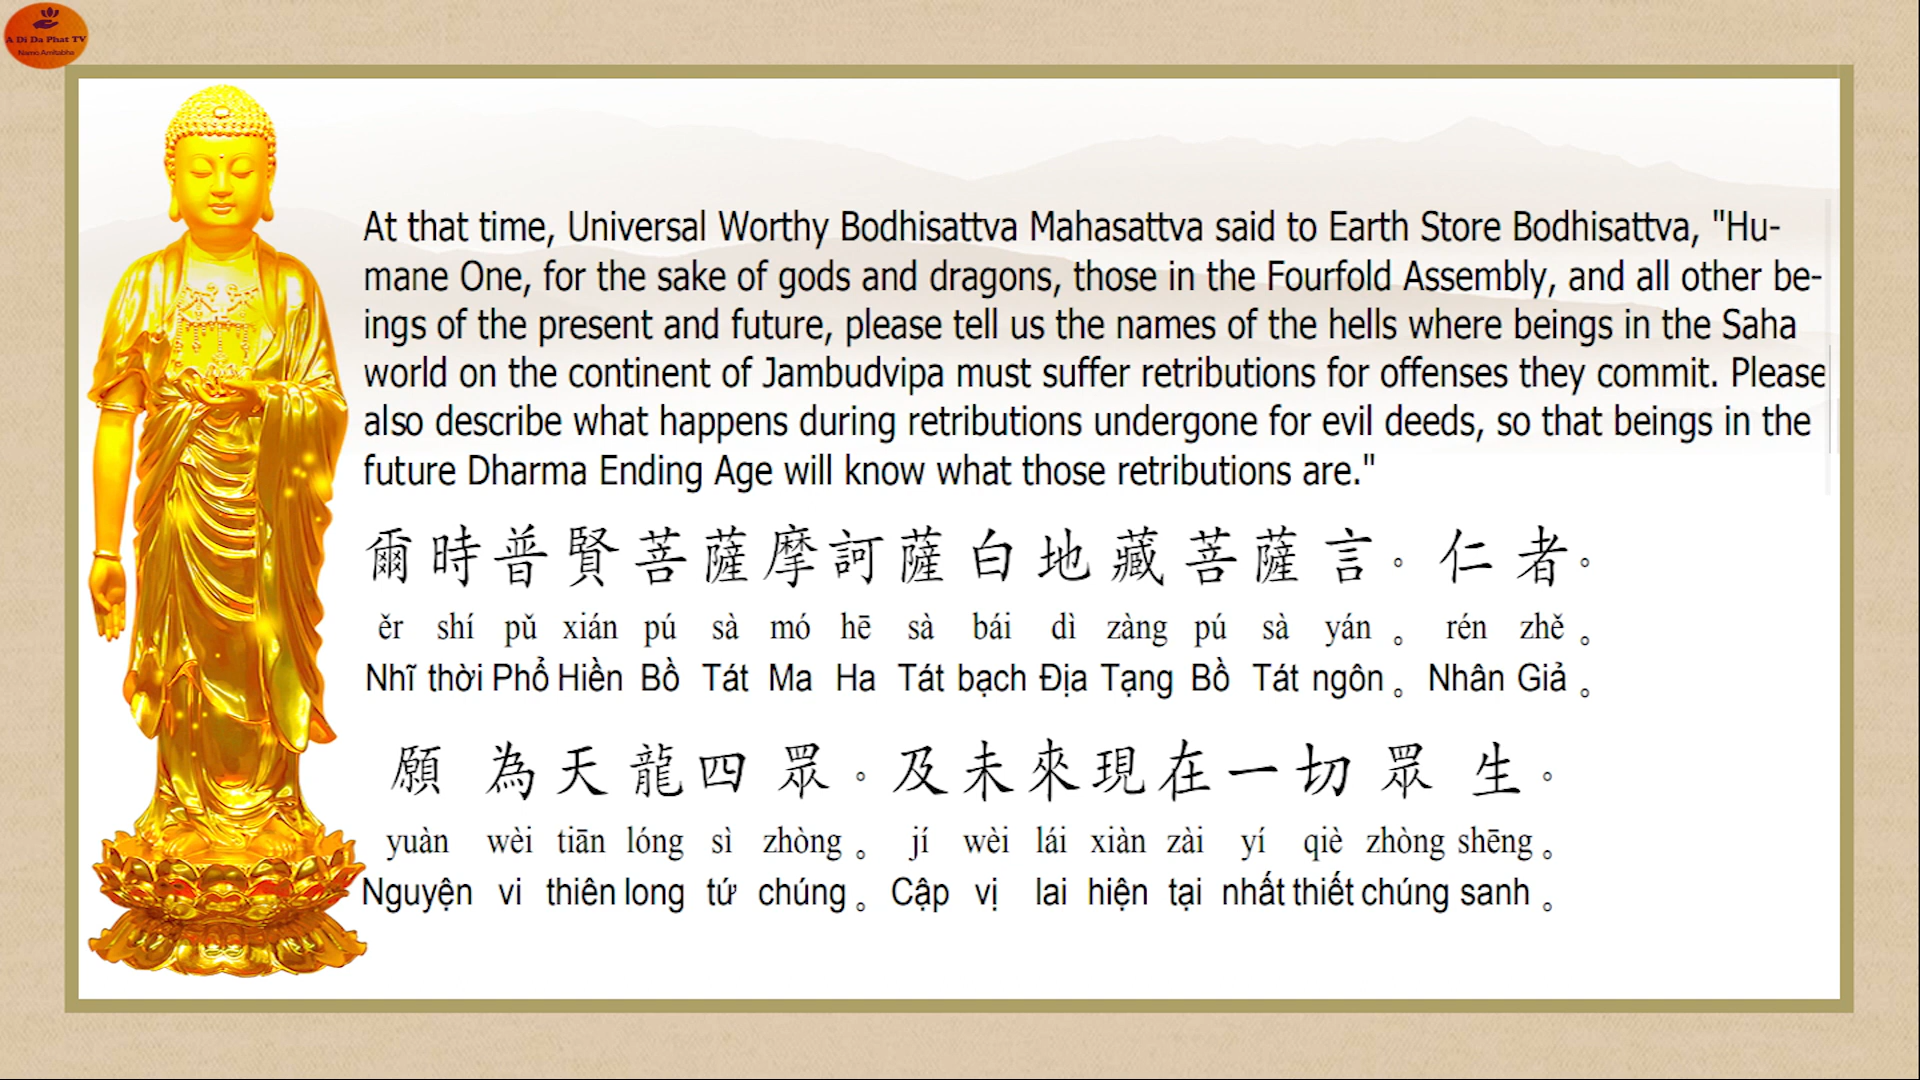 A Di Da Phat TV
Namo Amitabha
At that time, Universal Worthy Bodhisattva Mahasattva said to Earth Store Bodhisattva, "Hu-
mane One, for the sake of gods and dragons, those in the Fourfold Assembly, and all other be-
ings of the present and future, please tell us the names of the hells where beings in the Saha
world on the continent of Jambudvipa must suffer retributions for offenses they commit. Please
also describe what happens during retributions undergone for evil deeds, so that beings in the
future Dharma Ending Age will know what those retributions are."
爾時普賢菩薩摩訶薩白地藏菩薩言。仁者。
ěr shí pǔ xián pú sà mó hē sà bái dì zàng pú sà yán 。 rén zhě 。
Nhĩ thời Phổ Hiền Bồ Tát Ma Ha Tát bạch Địa Tạng Bồ Tát ngôn 。 Nhân Giả 。
願為天龍四眾。及未來現在一切眾生。
yuàn wèi tiān lóng sì zhòng 。 jí wèi lái xiàn zài yí qiè zhòng shēng 。
Nguyện vi thiên long tứ chúng 。 Cập vị lai hiện tại nhất thiết chúng sanh 。